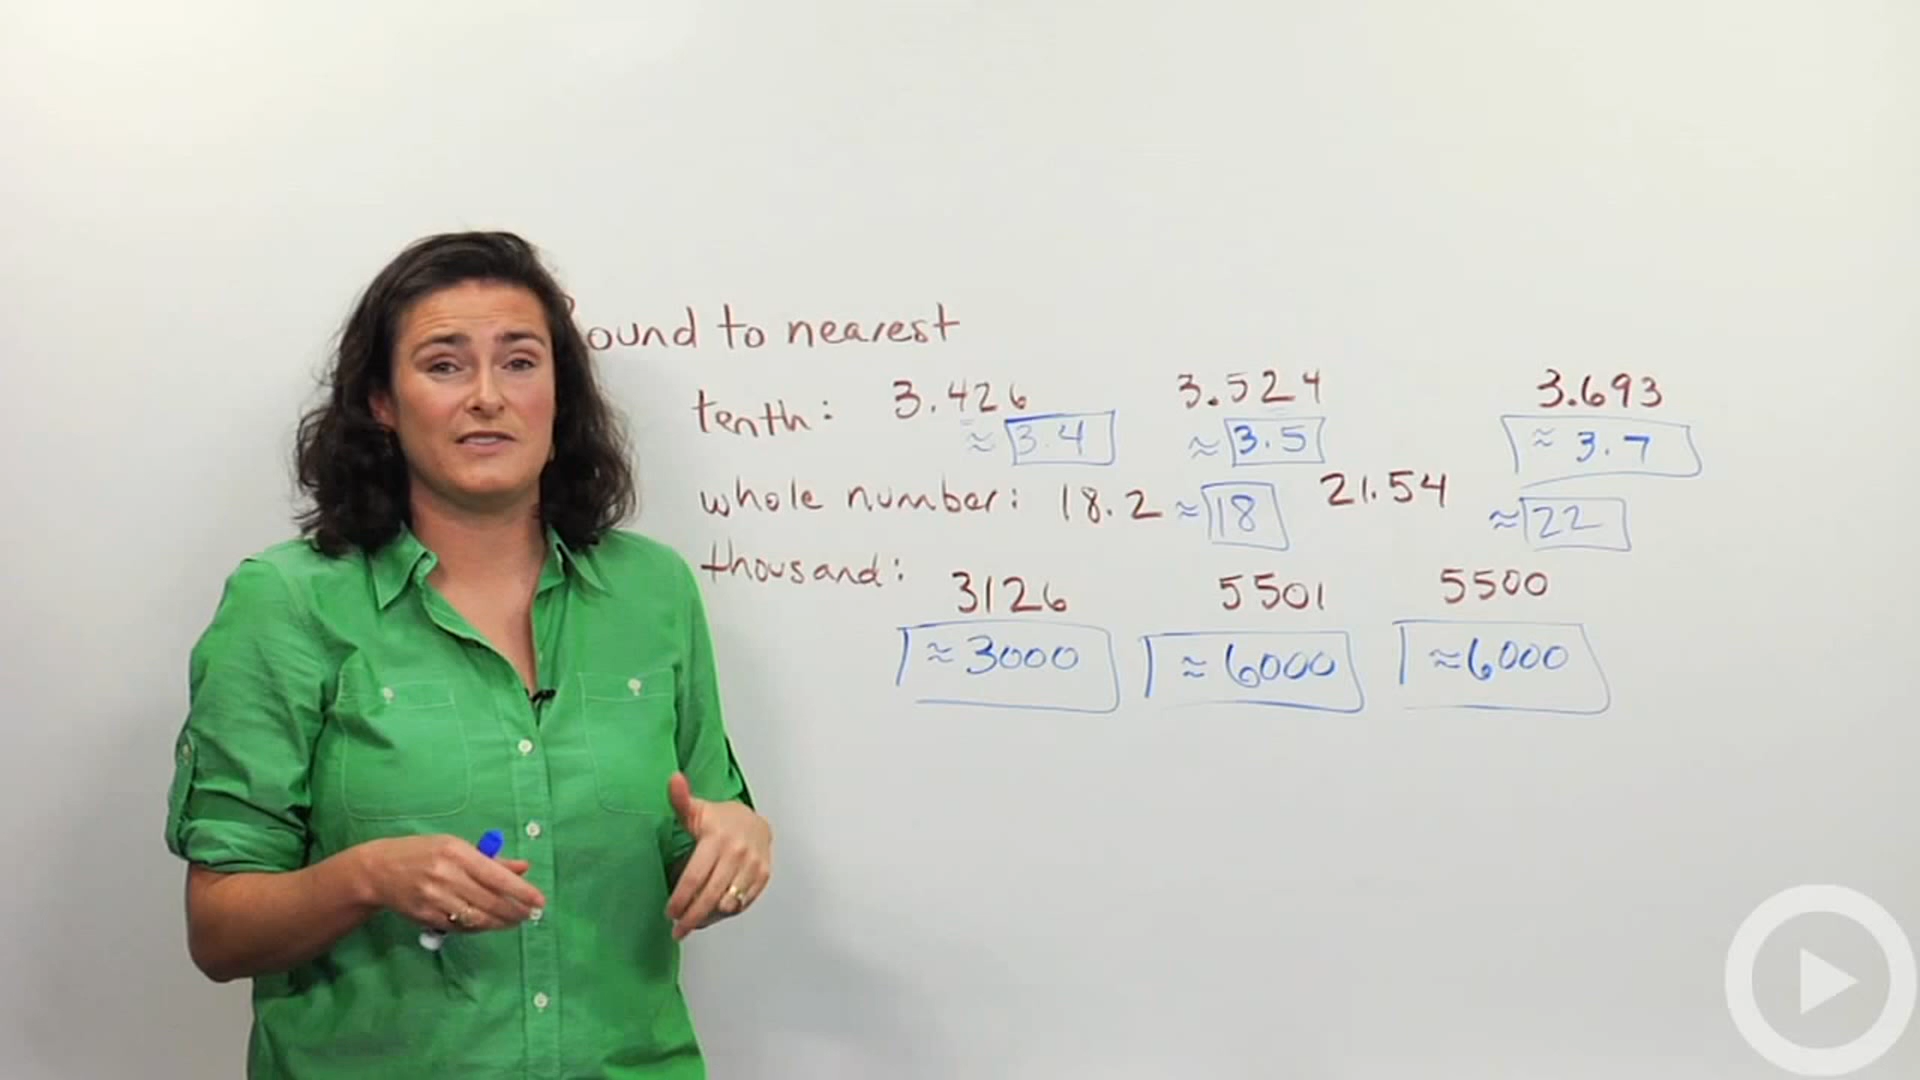 Round to nearest
tenth: 3.426 3.524 3.693
≈ 3.4 ≈ 3.5 ≈ 3.7
whole number: 18.2 ≈ 18 21.54 ≈ 22
thousand: 3126 5501 5500
≈ 3000 ≈ 6000 ≈ 6000